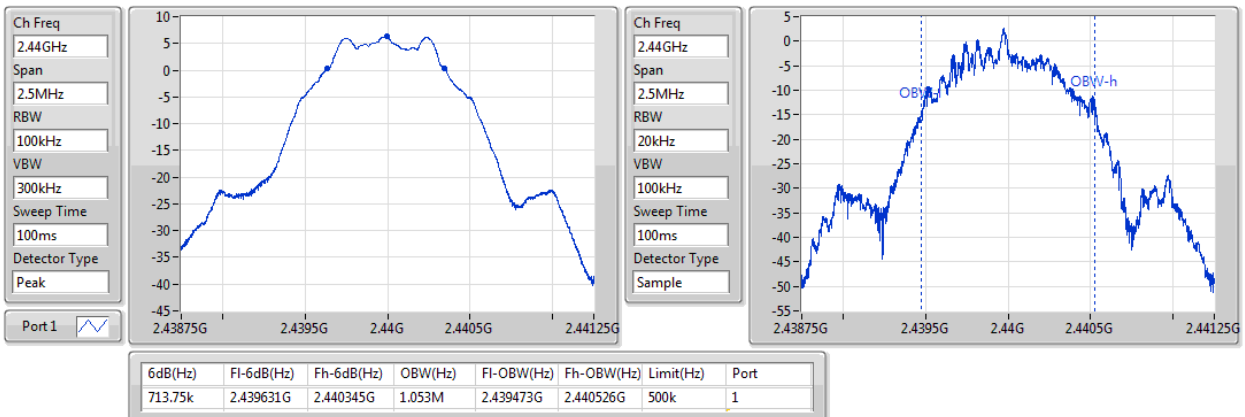 Ch Freq
2.44GHz
Span
2.5MHz
RBW
100kHz
VBW
300kHz
Sweep Time
100ms
Detector Type
Peak
Port 1
10
5
0
-5
-10
-15
-20
-25
-30
-35
-40
-45
2.43875G 2.4395G 2.44G 2.4405G 2.44125G
Ch Freq
2.44GHz
Span
2.5MHz
RBW
20kHz
VBW
100kHz
Sweep Time
100ms
Detector Type
Sample
5
0
-5
-10
-15
-20
-25
-30
-35
-40
-45
-50
-55
OBW-h
2.43875G 2.4395G 2.44G 2.4405G 2.44125G
6dB(Hz) Fl-6dB(Hz) Fh-6dB(Hz) OBW(Hz) Fl-OBW(Hz) Fh-OBW(Hz) Limit(Hz) Port
713.75k 2.439631G 2.440345G 1.053M 2.439473G 2.440526G 500k 1